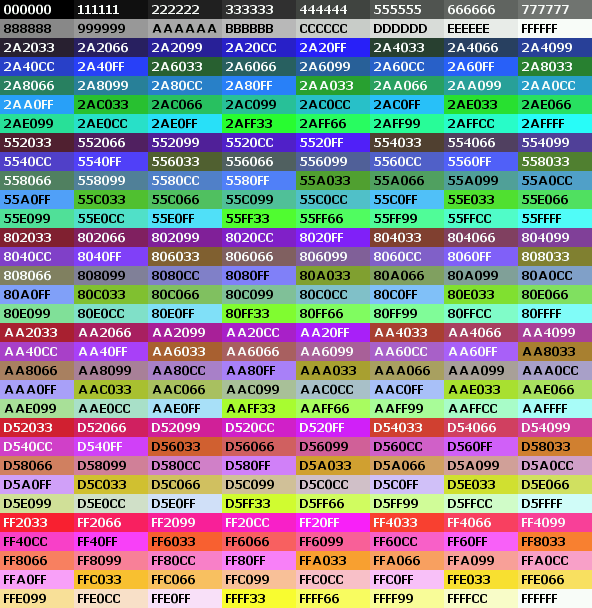 000000 111111 222222 333333 444444 555555 666666 777777
888888 999999 AAAAAA BBBBBB CCCCCC DDDDDD EEEEEE FFFFFF
2A2033 2A2066 2A2099 2A20CC 2A20FF 2A4033 2A4066 2A4099
2A40CC 2A40FF 2A6033 2A6066 2A6099 2A60CC 2A60FF 2A8033
2A8066 2A8099 2A80CC 2A80FF 2AA033 2AA066 2AA099 2AA0CC
2AA0FF 2AC033 2AC066 2AC099 2AC0CC 2AC0FF 2AE033 2AE066
2AE099 2AE0CC 2AE0FF 2AFF33 2AFF66 2AFF99 2AFFCC 2AFFFF
552033 552066 552099 5520CC 5520FF 554033 554066 554099
5540CC 5540FF 556033 556066 556099 5560CC 5560FF 558033
558066 558099 5580CC 5580FF 55A033 55A066 55A099 55A0CC
55A0FF 55C033 55C066 55C099 55C0CC 55C0FF 55E033 55E066
55E099 55E0CC 55E0FF 55FF33 55FF66 55FF99 55FFCC 55FFFF
802033 802066 802099 8020CC 8020FF 804033 804066 804099
8040CC 8040FF 806033 806066 806099 8060CC 8060FF 808033
808066 808099 8080CC 8080FF 80A033 80A066 80A099 80A0CC
80A0FF 80C033 80C066 80C099 80C0CC 80C0FF 80E033 80E066
80E099 80E0CC 80E0FF 80FF33 80FF66 80FF99 80FFCC 80FFFF
AA2033 AA2066 AA2099 AA20CC AA20FF AA4033 AA4066 AA4099
AA40CC AA40FF AA6033 AA6066 AA6099 AA60CC AA60FF AA8033
AA8066 AA8099 AA80CC AA80FF AAA033 AAA066 AAA099 AAA0CC
AAA0FF AAC033 AAC066 AAC099 AAC0CC AAC0FF AAE033 AAE066
AAE099 AAE0CC AAE0FF AAFF33 AAFF66 AAFF99 AAFFCC AAFFFF
D52033 D52066 D52099 D520CC D520FF D54033 D54066 D54099
D540CC D540FF D56033 D56066 D56099 D560CC D560FF D58033
D58066 D58099 D580CC D580FF D5A033 D5A066 D5A099 D5A0CC
D5A0FF D5C033 D5C066 D5C099 D5C0CC D5C0FF D5E033 D5E066
D5E099 D5E0CC D5E0FF D5FF33 D5FF66 D5FF99 D5FFCC D5FFFF
FF2033 FF2066 FF2099 FF20CC FF20FF FF4033 FF4066 FF4099
FF40CC FF40FF FF6033 FF6066 FF6099 FF60CC FF60FF FF8033
FF8066 FF8099 FF80CC FF80FF FFA033 FFA066 FFA099 FFA0CC
FFA0FF FFC033 FFC066 FFC099 FFC0CC FFC0FF FFE033 FFE066
FFE099 FFE0CC FFE0FF FFFF33 FFFF66 FFFF99 FFFFCC FFFFFF